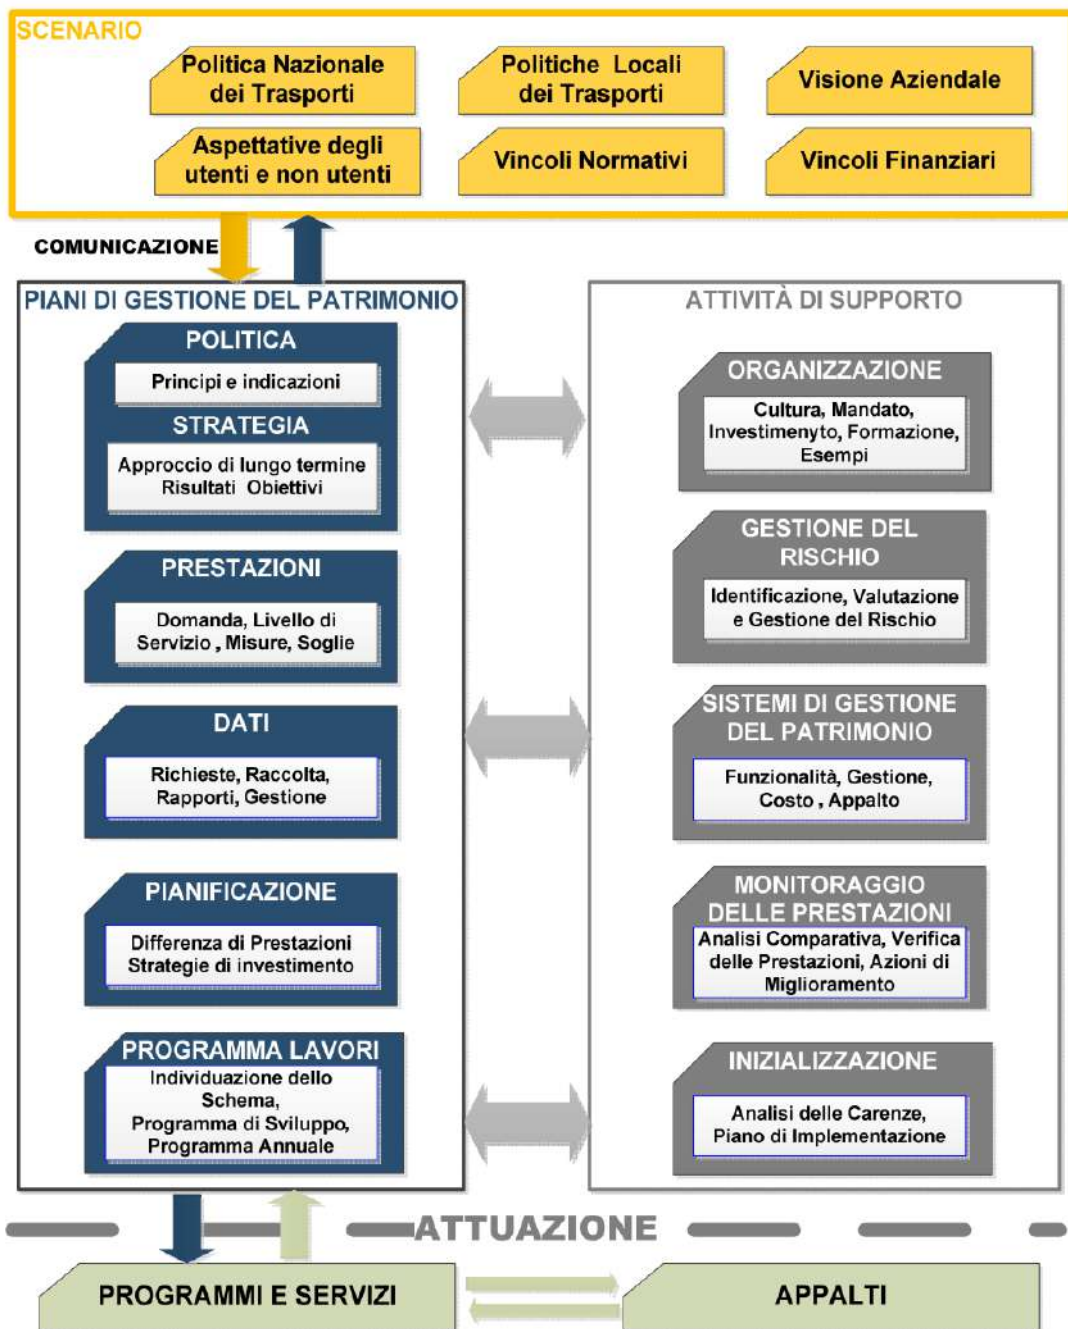 SCENARIO
Politica Nazionale
dei Trasporti
Politiche Locali
dei Trasporti
Visione Aziendale
Aspettative degli
utenti e non utenti
Vincoli Normativi
Vincoli Finanziari
COMUNICAZIONE
PIANI DI GESTIONE DEL PATRIMONIO
POLITICA
Principi e indicazioni
STRATEGIA
Approccio di lungo termine
Risultati Obiettivi
PRESTAZIONI
Domanda, Livello di
Servizio , Misure, Soglie
DATI
Richieste, Raccolta,
Rapporti, Gestione
PIANIFICAZIONE
Differenza di Prestazioni
Strategie di investimento
PROGRAMMA LAVORI
Individuazione dello
Schema,
Programma di Sviluppo,
Programma Annuale
ATTIVITÀ DI SUPPORTO
ORGANIZZAZIONE
Cultura, Mandato,
Investimenyto, Formazione,
Esempi
GESTIONE DEL
RISCHIO
Identificazione, Valutazione
e Gestione del Rischio
SISTEMI DI GESTIONE
DEL PATRIMONIO
Funzionalità, Gestione,
Costo , Appalto
MONITORAGGIO
DELLE PRESTAZIONI
Analisi Comparativa, Verifica
delle Prestazioni, Azioni di
Miglioramento
INIZIALIZZAZIONE
Analisi delle Carenze,
Piano di Implementazione
ATTUAZIONE
PROGRAMMI E SERVIZI
APPALTI